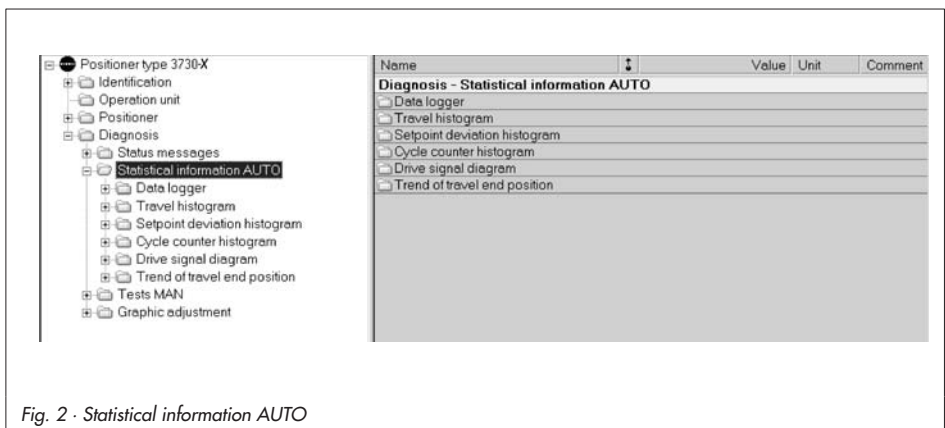 Positioner type 3730-X
Identification
Operation unit
Positioner
Diagnosis
Status messages
Statistical information AUTO
Data logger
Travel histogram
Setpoint deviation histogram
Cycle counter histogram
Drive signal diagram
Trend of travel end position
Tests MAN
Graphic adjustment
Name Value Unit Comment
Diagnosis - Statistical information AUTO
Data logger
Travel histogram
Setpoint deviation histogram
Cycle counter histogram
Drive signal diagram
Trend of travel end position
Fig. 2 · Statistical information AUTO